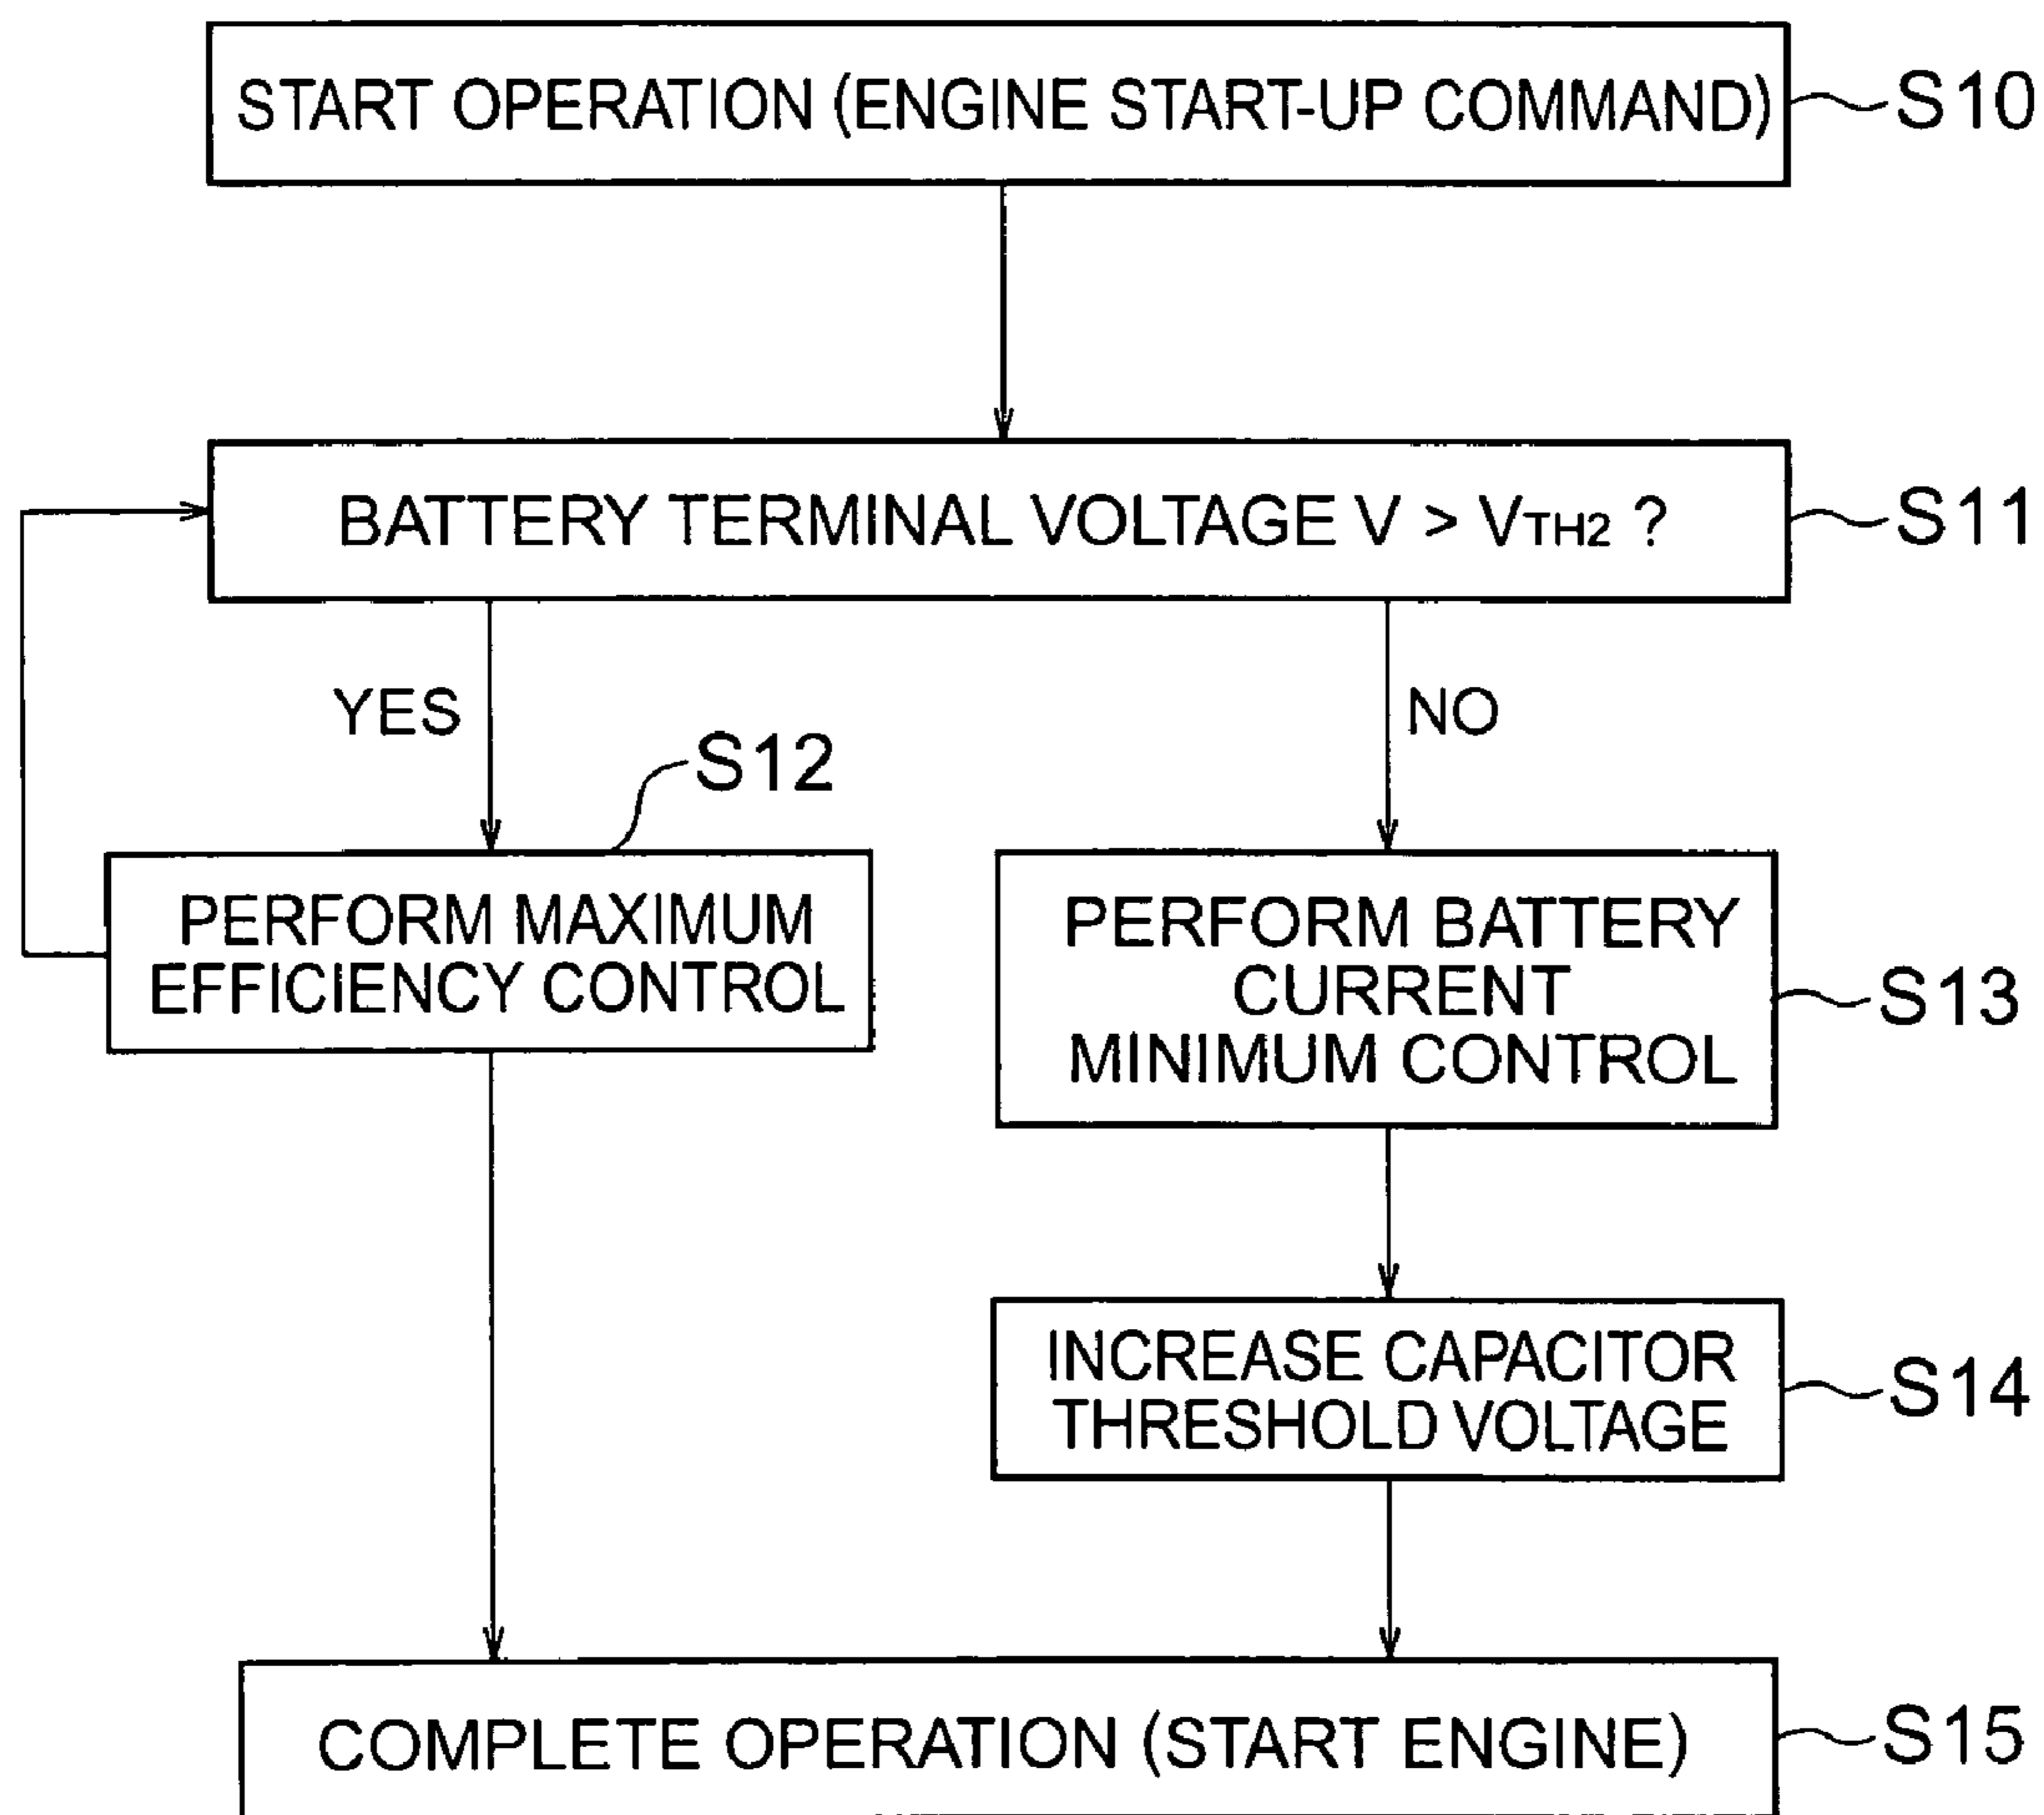 START OPERATION (ENGINE START-UP COMMAND)
S10
BATTERY TERMINAL VOLTAGE V > VTH2 ?
S11
YES
NO
S12
PERFORM MAXIMUM
EFFICIENCY CONTROL
PERFORM BATTERY
CURRENT
MINIMUM CONTROL
S13
INCREASE CAPACITOR
THRESHOLD VOLTAGE
S14
COMPLETE OPERATION (START ENGINE)
S15